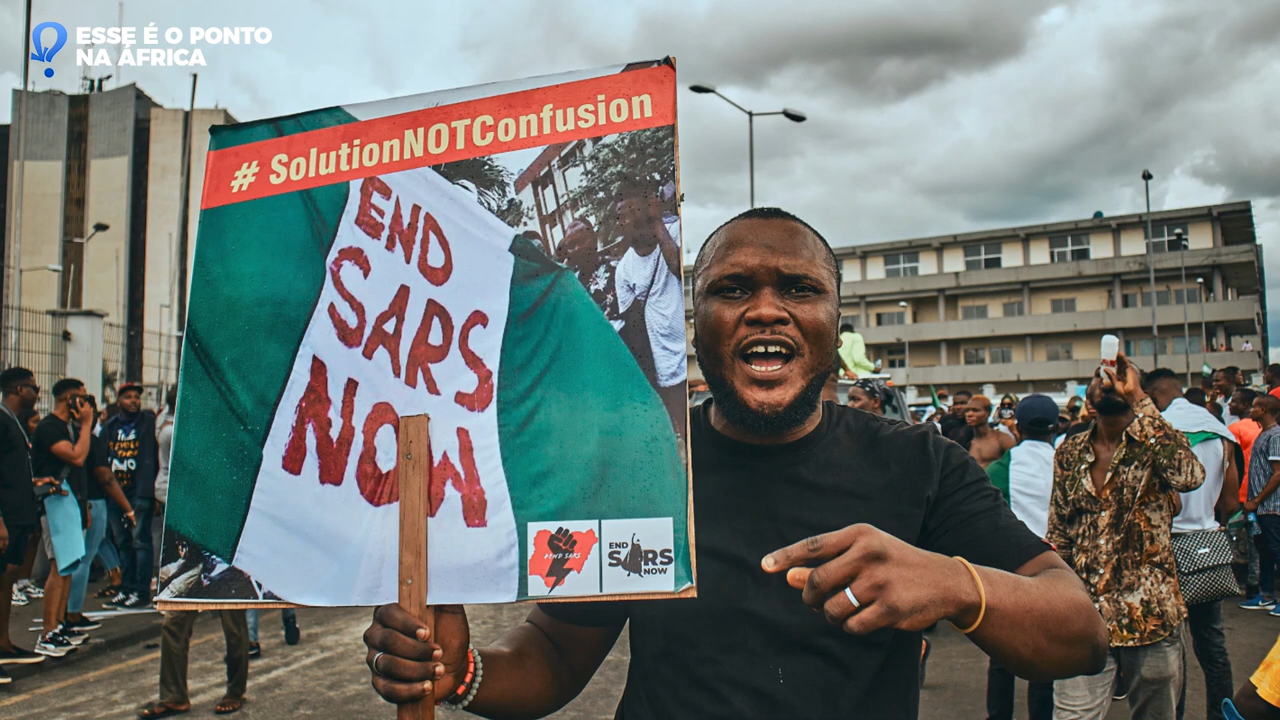 ESSE É O PONTO
NA ÁFRICA
# SolutionNOTConfusion
END
SARS
NOW
#END SARS
END
SARS
NOW